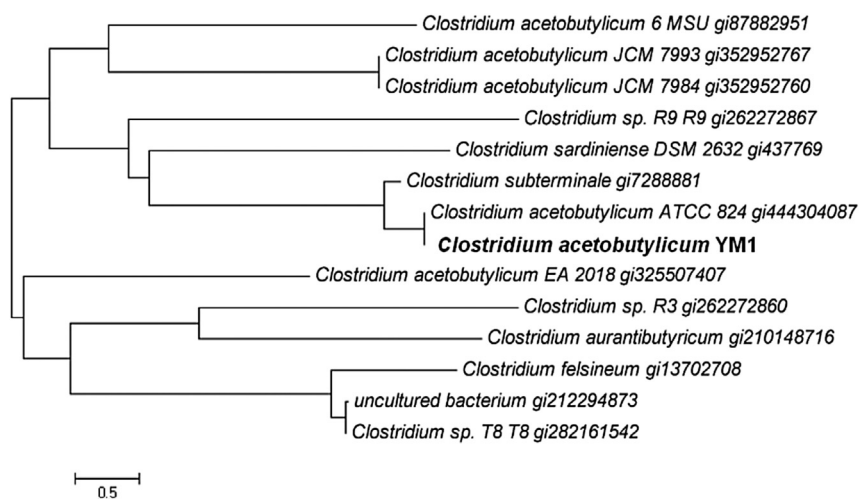 Clostridium acetobutylicum 6 MSU gi87882951
Clostridium acetobutylicum JCM 7993 gi352952767
Clostridium acetobutylicum JCM 7984 gi352952760
Clostridium sp. R9 R9 gi262272867
Clostridium sardiniense DSM 2632 gi437769
Clostridium subterminale gi7288881
Clostridium acetobutylicum ATCC 824 gi444304087
Clostridium acetobutylicum YM1
Clostridium acetobutylicum EA 2018 gi325507407
Clostridium sp. R3 gi262272860
Clostridium aurantibutyricum gi210148716
Clostridium felsineum gi13702708
uncultured bacterium gi212294873
Clostridium sp. T8 T8 gi282161542
0.5